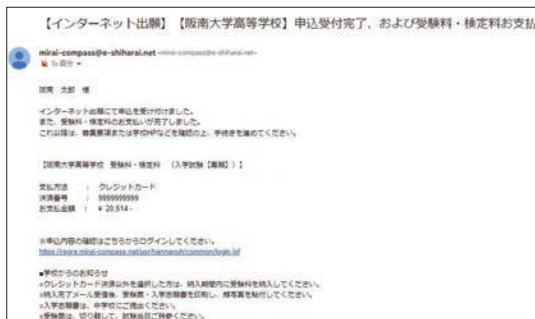 【インターネット出願】【阪南大学高等学校】申込受付完了、および受験料・検定料お支払
mirai-compass@e-shiharai.net <mirai-compass@e-shiharai.net>
To 自分
阪南 太郎 様
インターネット出願にて申込を受け付けました。
また、受験料・検定料のお支払いが完了しました。
これ以降は、募集要項または学校HPなどを確認の上、手続きを進めてください。
【阪南大学高等学校 受験料・検定料 (入学試験【専願】)】
支払方法 : クレジットカード
決済番号 : 9999999999
お支払金額 : ¥ 20,514-
※申込内容の確認はこちらからログインしてください。
■学校からのお知らせ
*クレジットカード決済以外を選択した方は、納入期間内に受験料を納入してください。
*納入完了メール受信後、受験票・入学志願書を印刷し、顔写真を貼付してください。
*入学志願書は、中学校にご提出ください。
*受験票は、切り離して、試験当日ご持参ください。